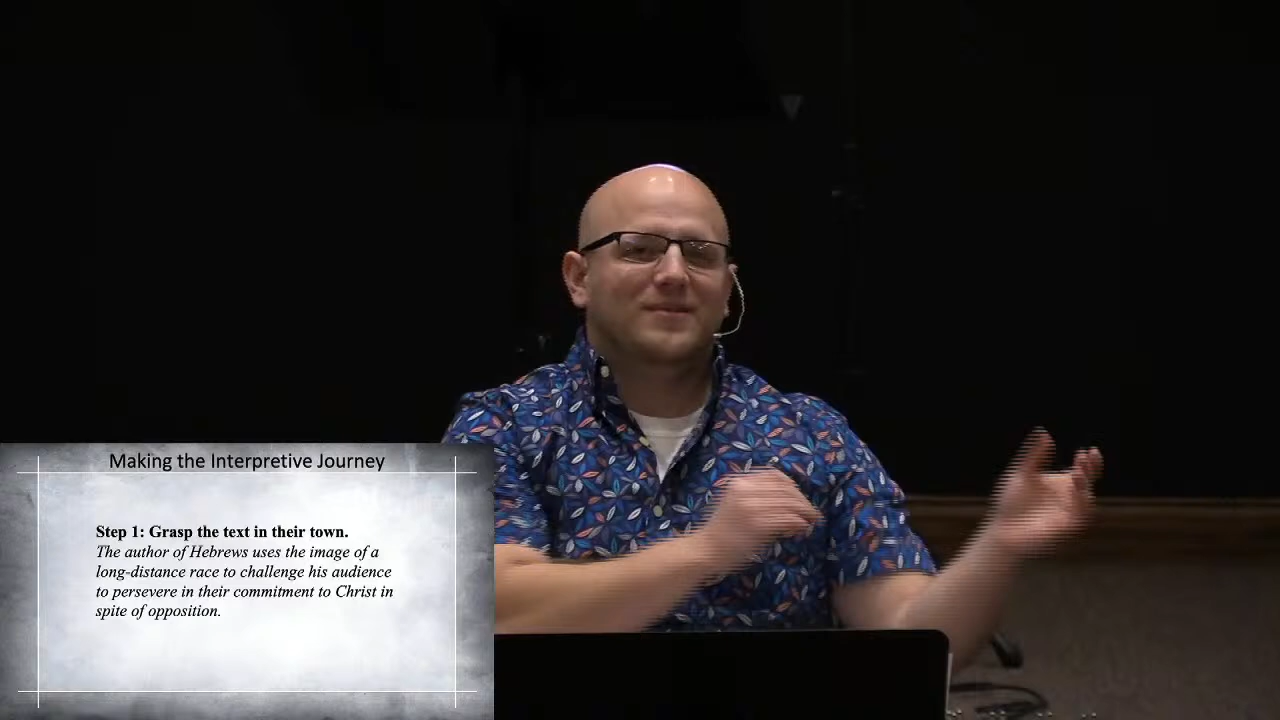 Making the Interpretive Journey
Step 1: Grasp the text in their town.
The author of Hebrews uses the image of a
long-distance race to challenge his audience
to persevere in their commitment to Christ in
spite of opposition.